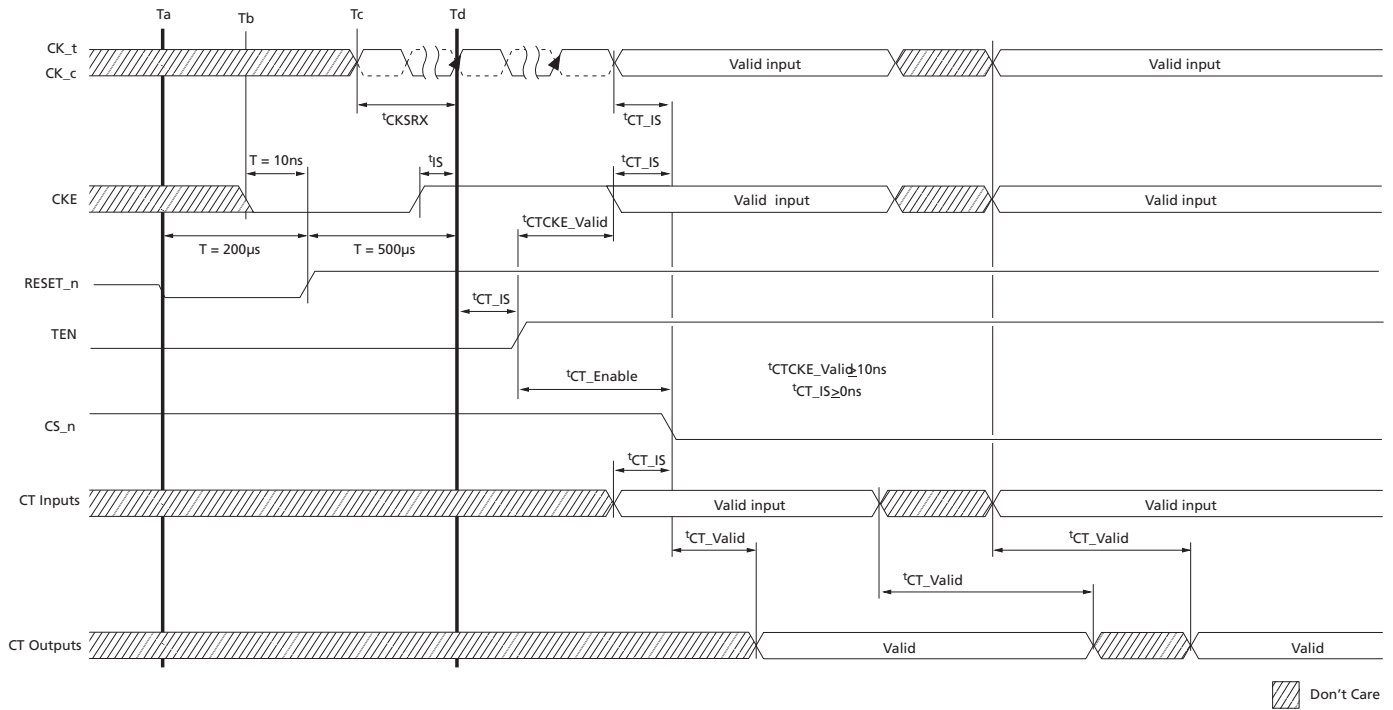 Ta
Tb
Tc
Td
CK_t
CK_c
Valid input
Valid input
tCKSRX
tCT_IS
T = 10ns
tIS
tCT_IS
CKE
Valid input
Valid input
tCTCKE_Valid
T = 200µs
T = 500µs
RESET_n
tCT_IS
TEN
tCT_Enable
tCTCKE_Valid≥10ns
tCT_IS≥0ns
CS_n
tCT_IS
CT Inputs
Valid input
Valid input
tCT_Valid
tCT_Valid
tCT_Valid
CT Outputs
Valid
Valid
Don't Care